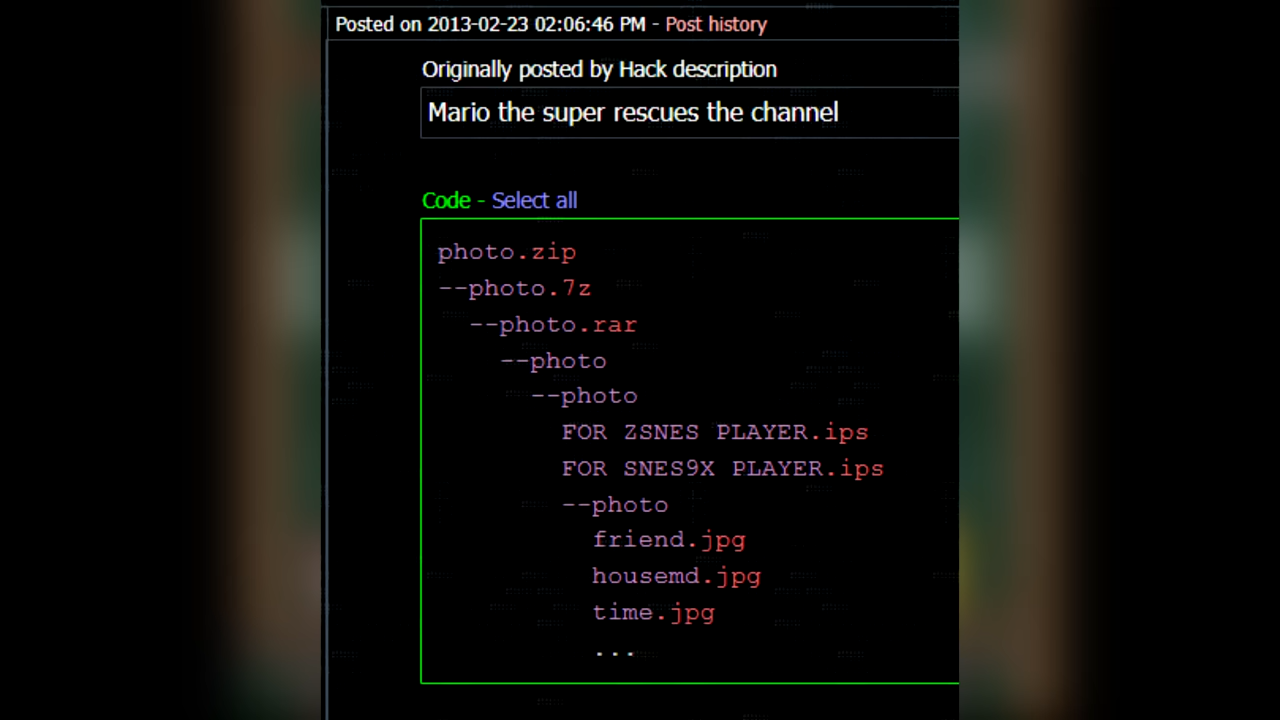 Posted on 2013-02-23 02:06:46 PM - Post history
Originally posted by Hack description
Mario the super rescues the channel
Code - Select all
photo.zip
--photo.7z
--photo.rar
--photo
--photo
FOR ZSNES PLAYER.ips
FOR SNES9X PLAYER.ips
--photo
friend.jpg
housemd.jpg
time.jpg
...